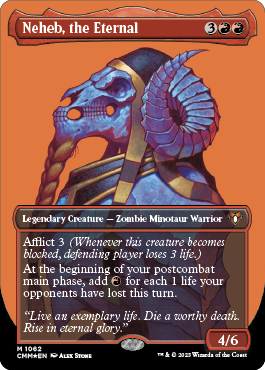 Neheb, the Eternal 3
Legendary Creature — Zombie Minotaur Warrior
Afflict 3 (Whenever this creature becomes
blocked, defending player loses 3 life.)
At the beginning of your postcombat
main phase, add for each 1 life your
opponents have lost this turn.
“Live an exemplary life. Die a worthy death.
Rise in eternal glory.”
4/6
M 1062
CMM★EN ALEX STONE ™ & © 2023 Wizards of the Coast